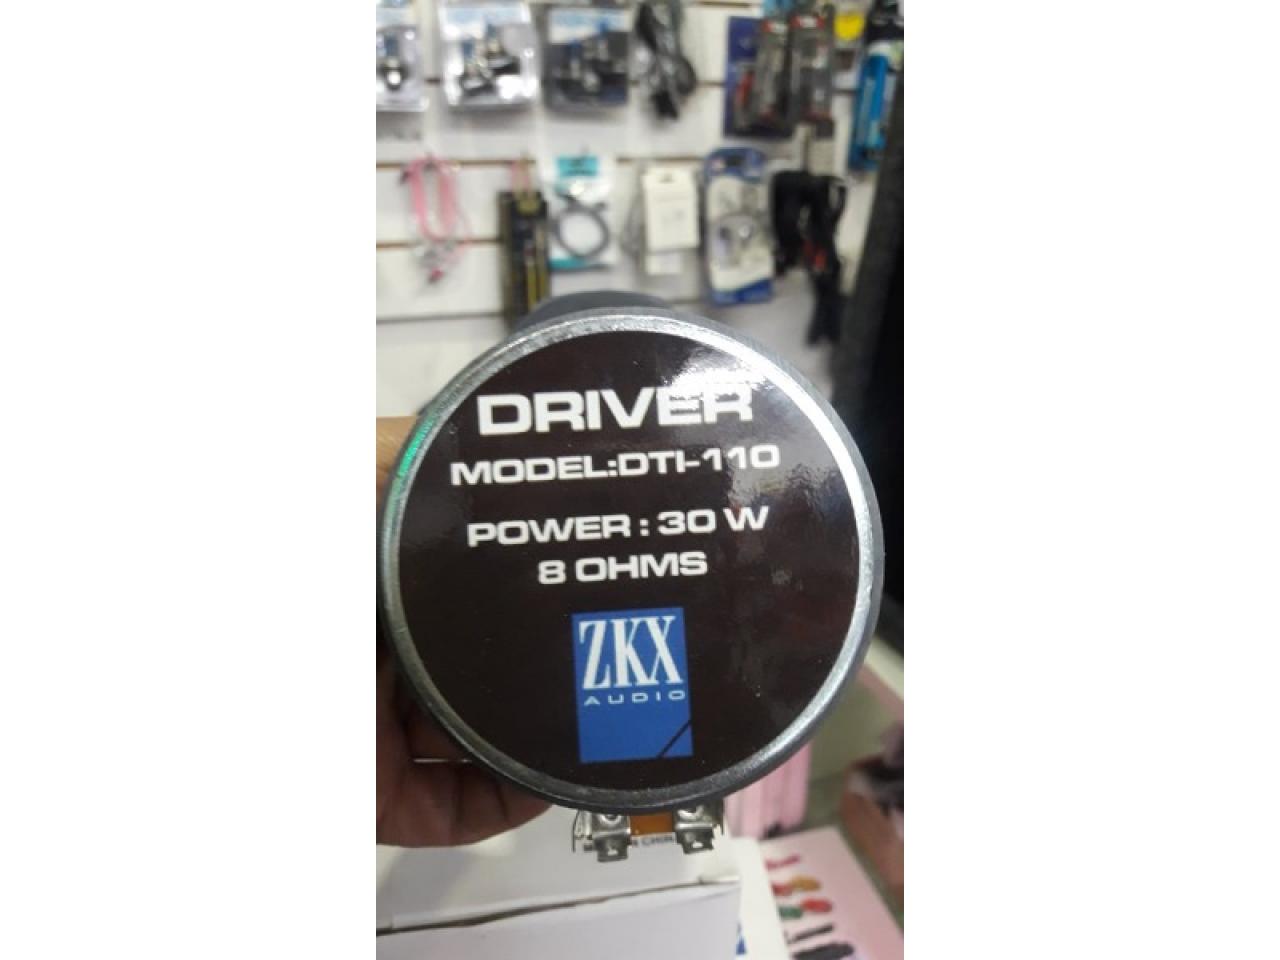 DRIVER
MODEL:DTI-110
POWER : 30 W
8 OHMS
ZKX
AUDIO